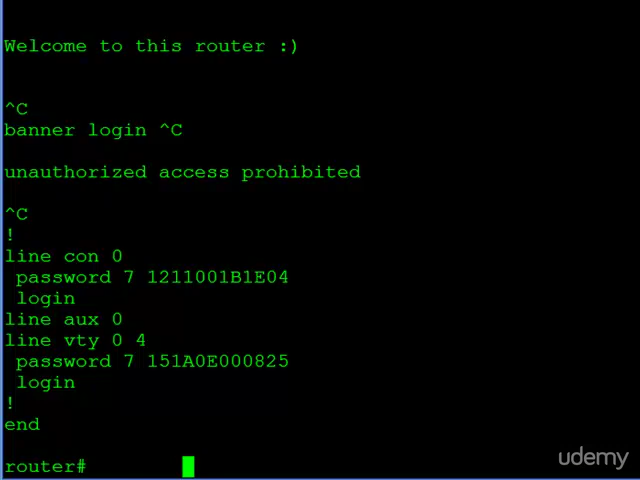 Welcome to this router :)
^C
banner login ^C
unauthorized access prohibited
^C
!
line con 0
 password 7 1211001B1E04
 login
line aux 0
line vty 0 4
 password 7 151A0E000825
 login
!
end
router#
udemy